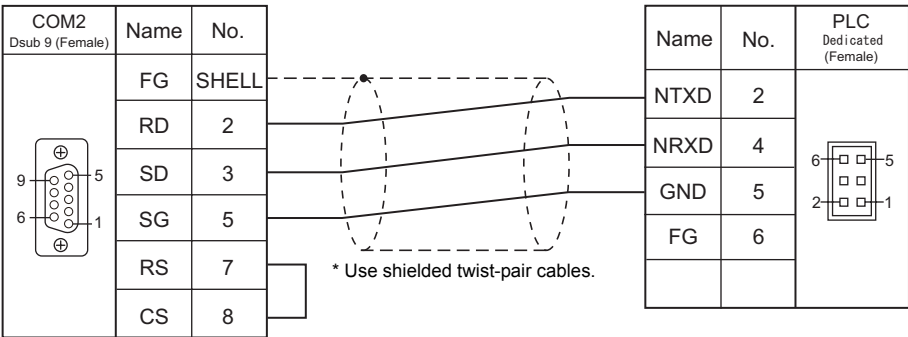 COM2
Dsub 9 (Female)
Name No.
FG SHELL
RD 2
SD 3
SG 5
RS 7
CS 8
9
5
6
1
* Use shielded twist-pair cables.
Name No.
PLC
Dedicated
(Female)
NTXD 2
NRXD 4
GND 5
FG 6
6
5
2
1